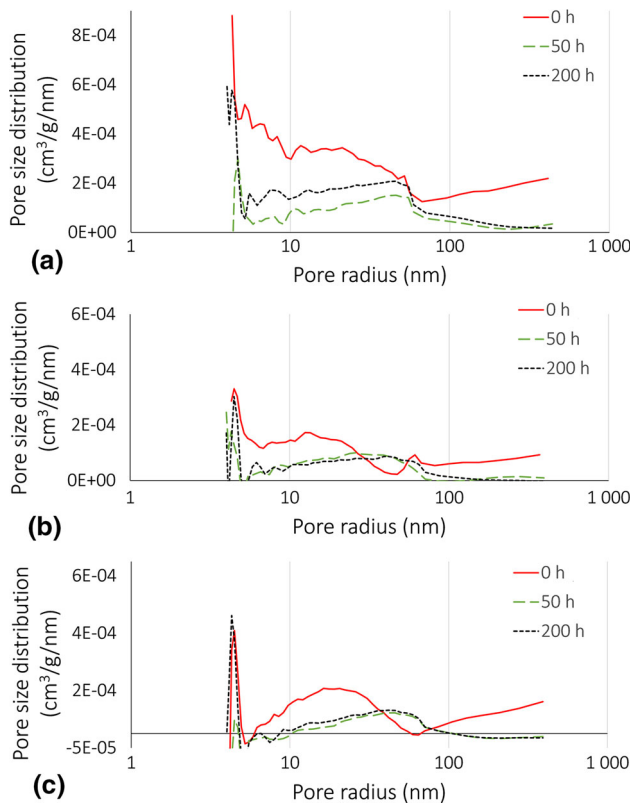 8E-04
6E-04
4E-04
2E-04
0E+00
Pore size distribution
(cm³/g/nm)
0 h
50 h
200 h
1
10
100
1 000
Pore radius (nm)
(a)
6E-04
4E-04
2E-04
0E+00
Pore size distribution
(cm³/g/nm)
0 h
50 h
200 h
1
10
100
1 000
Pore radius (nm)
(b)
6E-04
4E-04
2E-04
-5E-05
Pore size distribution
(cm³/g/nm)
0 h
50 h
200 h
1
10
100
1 000
Pore radius (nm)
(c)